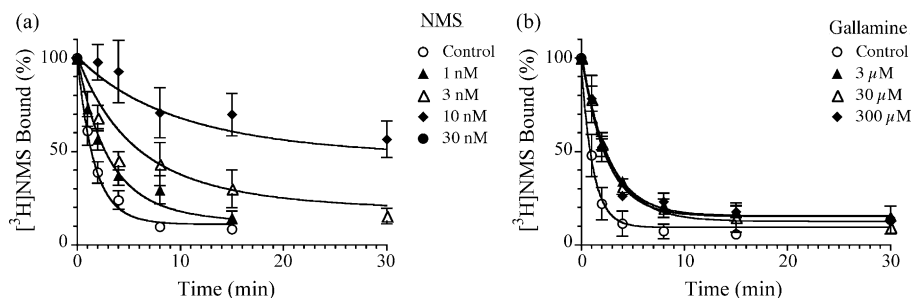 (a)
[³H]NMS Bound (%)
100
50
0
0
10
20
30
Time (min)
NMS
Control
1 nM
3 nM
10 nM
30 nM
(b)
[³H]NMS Bound (%)
100
50
0
0
10
20
30
Time (min)
Gallamine
Control
3 µM
30 µM
300 µM